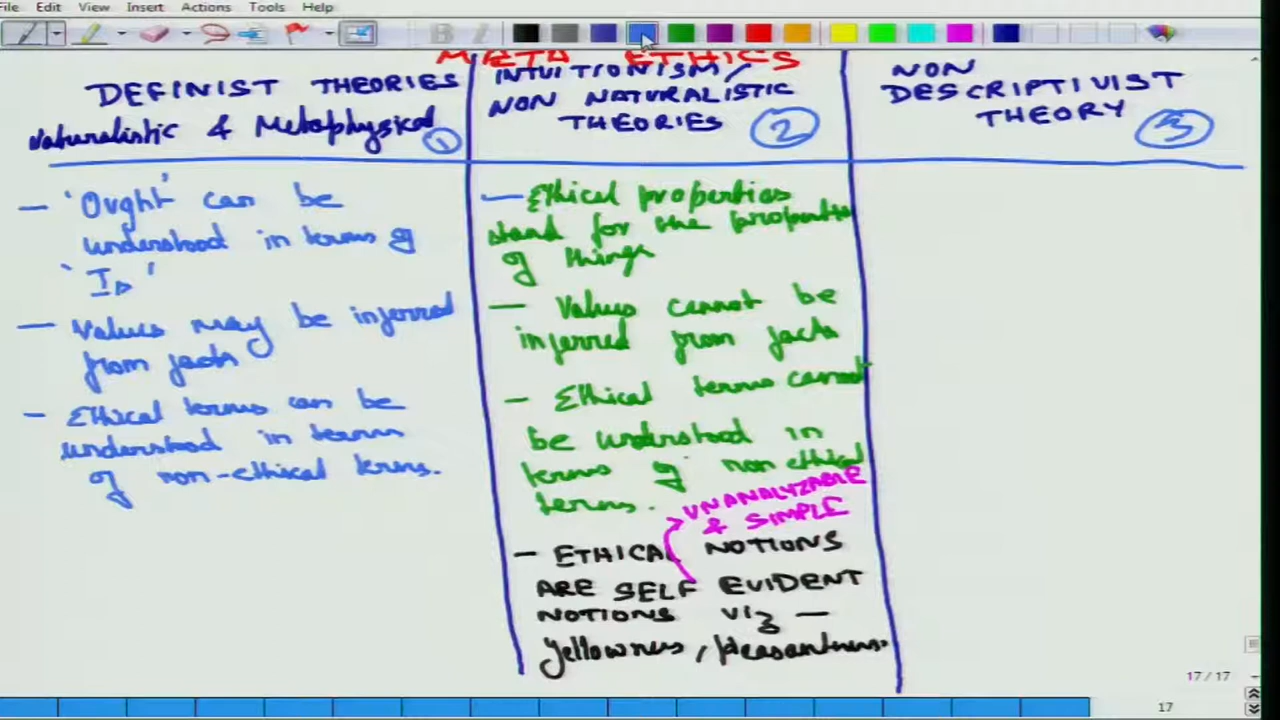 File Edit View Insert Actions Tools Help
META ETHICS
DEFINIST THEORIES
Naturalistic & Metaphysical 1
- 'Ought' can be
understood in terms of
'Is'
- Values may be inferred
from facts
- Ethical terms can be
understood in terms
of non-ethical terms.
INTUITIONISM /
NON NATURALISTIC
THEORIES 2
- Ethical properties
stand for the properties
of things
- Values cannot be
inferred from facts
- Ethical terms cannot
be understood in
terms of non ethical
terms.
UNANALYZABLE
& SIMPLE
- ETHICAL NOTIONS
ARE SELF EVIDENT
NOTIONS VIZ -
Yellowness, pleasantness.
NON
DESCRIPTIVIST
THEORY 3
17 / 17
17